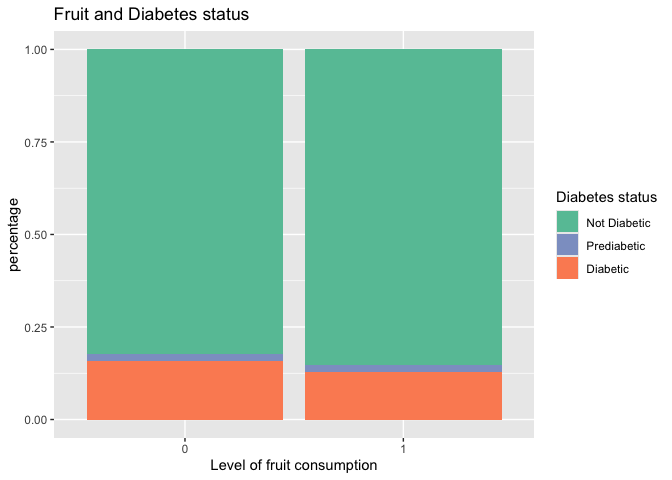 Fruit and Diabetes status
percentage
1.00
0.75
0.50
0.25
0.00
0
1
Level of fruit consumption
Diabetes status
Not Diabetic
Prediabetic
Diabetic